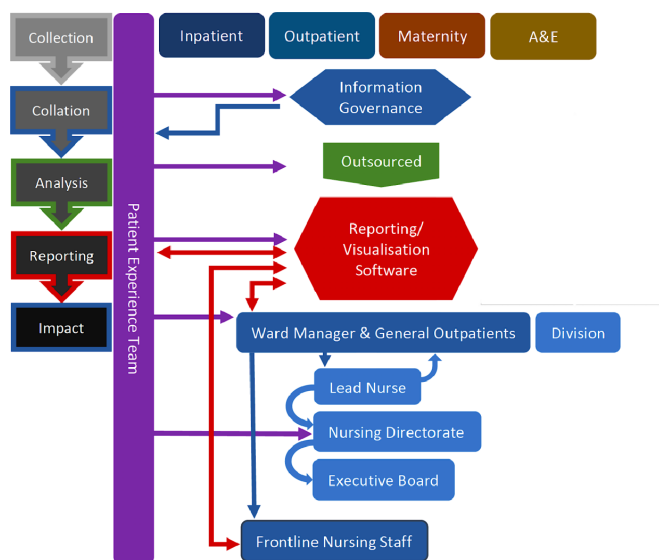 Collection
Inpatient
Outpatient
Maternity
A&E
Collation
Information
Governance
Analysis
Outsourced
Patient Experience Team
Reporting
Reporting/
Visualisation
Software
Impact
Ward Manager & General Outpatients
Division
Lead Nurse
Nursing Directorate
Executive Board
Frontline Nursing Staff